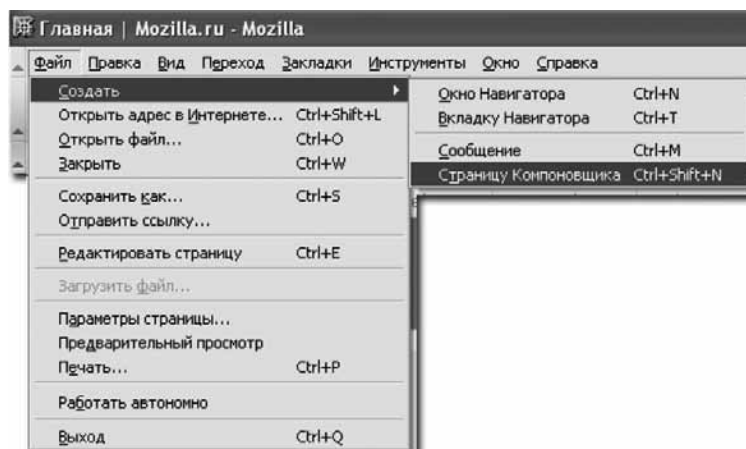 Главная | Mozilla.ru - Mozilla
Файл Правка Вид Переход Закладки Инструменты Окно Справка
Создать
Открыть адрес в Интернете... Ctrl+Shift+L
Открыть файл... Ctrl+O
Закрыть Ctrl+W
Сохранить как... Ctrl+S
Отправить ссылку...
Редактировать страницу Ctrl+E
Загрузить файл...
Параметры страницы...
Предварительный просмотр
Печать... Ctrl+P
Работать автономно
Выход Ctrl+Q
Окно Навигатора Ctrl+N
Вкладку Навигатора Ctrl+T
Сообщение Ctrl+M
Страницу Компоновщика Ctrl+Shift+N